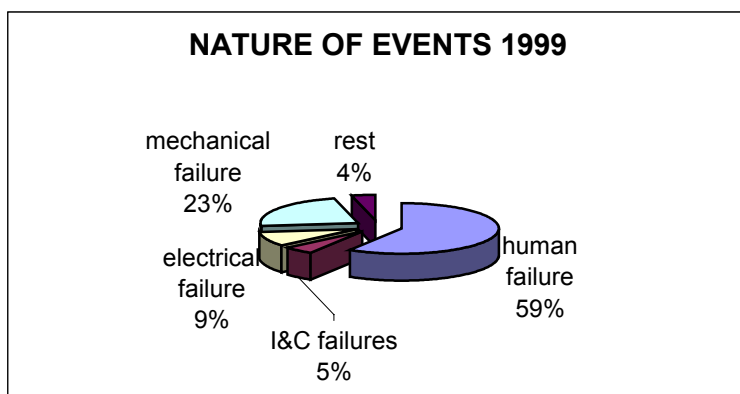 NATURE OF EVENTS 1999
mechanical
failure
23%
rest
4%
human
failure
59%
electrical
failure
9%
I&C failures
5%